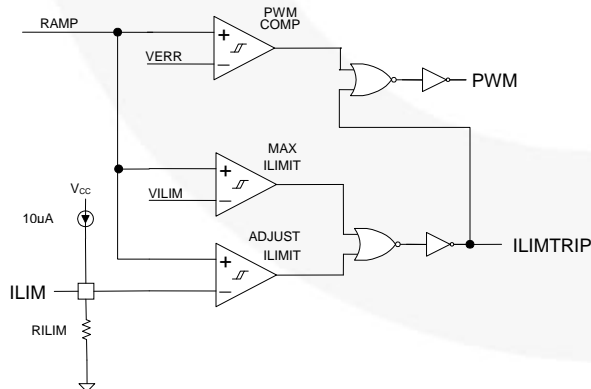 RAMP
PWM
COMP
VERR
PWM
MAX
ILIMIT
VILIM
VCC
10uA
ADJUST
ILIMIT
ILIMTRIP
ILIM
RILIM